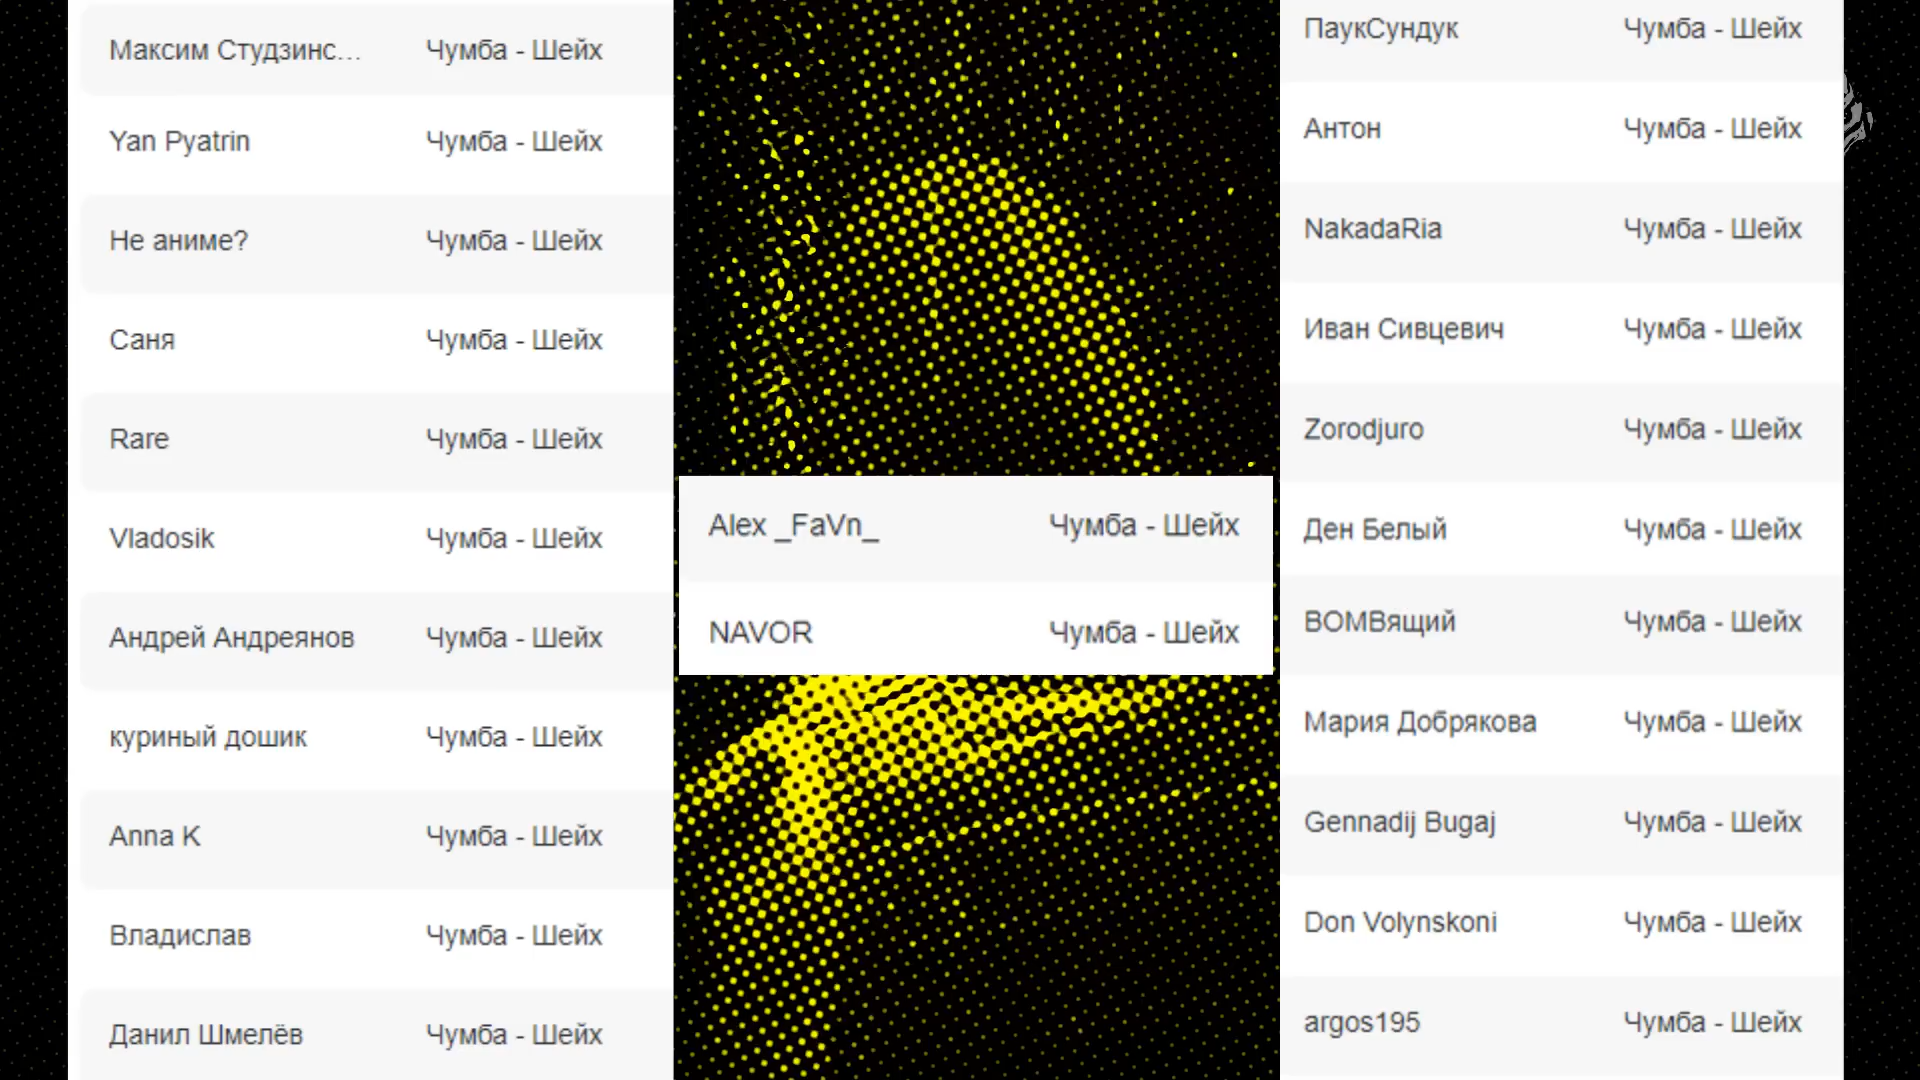 Максим Студзинс... Чумба - Шейх
Yan Pyatrin Чумба - Шейх
Не аниме? Чумба - Шейх
Саня Чумба - Шейх
Rare Чумба - Шейх
Vladosik Чумба - Шейх
Андрей Андреянов Чумба - Шейх
куриный дошик Чумба - Шейх
Anna K Чумба - Шейх
Владислав Чумба - Шейх
Данил Шмелёв Чумба - Шейх
Alex _FaVn_ Чумба - Шейх
NAVOR Чумба - Шейх
ПаукСундук Чумба - Шейх
Антон Чумба - Шейх
NakadaRia Чумба - Шейх
Иван Сивцевич Чумба - Шейх
Zorodjuro Чумба - Шейх
Ден Белый Чумба - Шейх
BOMBящий Чумба - Шейх
Мария Добрякова Чумба - Шейх
Gennadij Bugaj Чумба - Шейх
Don Volynskoni Чумба - Шейх
argos195 Чумба - Шейх